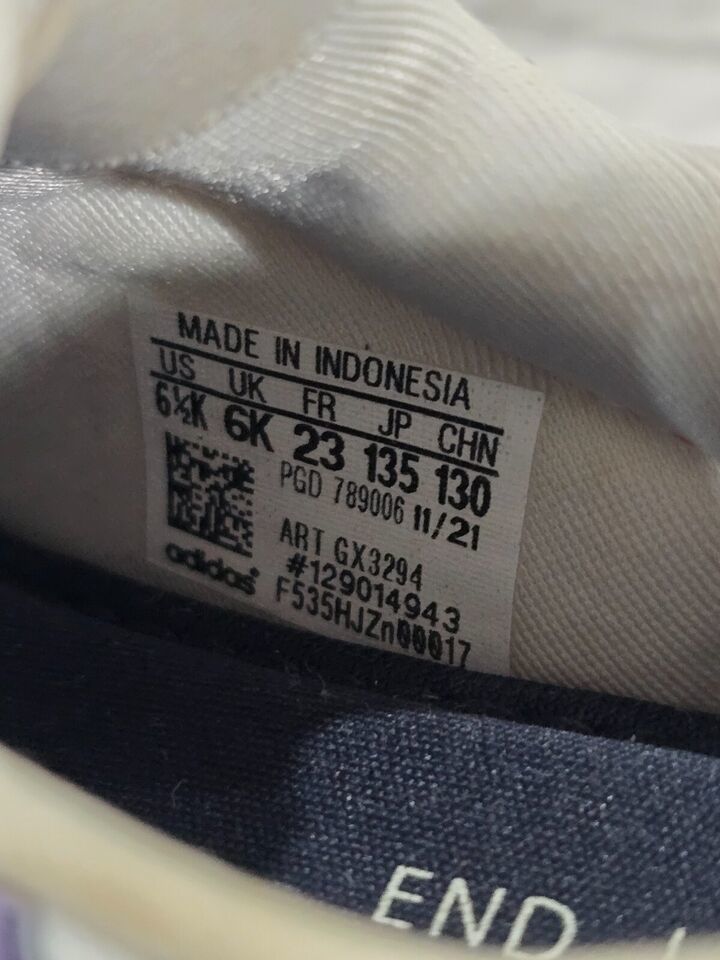 MADE IN INDONESIA
US UK FR JP CHN
6½K 6K 23 135 130
PGD 789006 11/21
ART GX3294
#129014943
F535HJZn00017
adidas
END